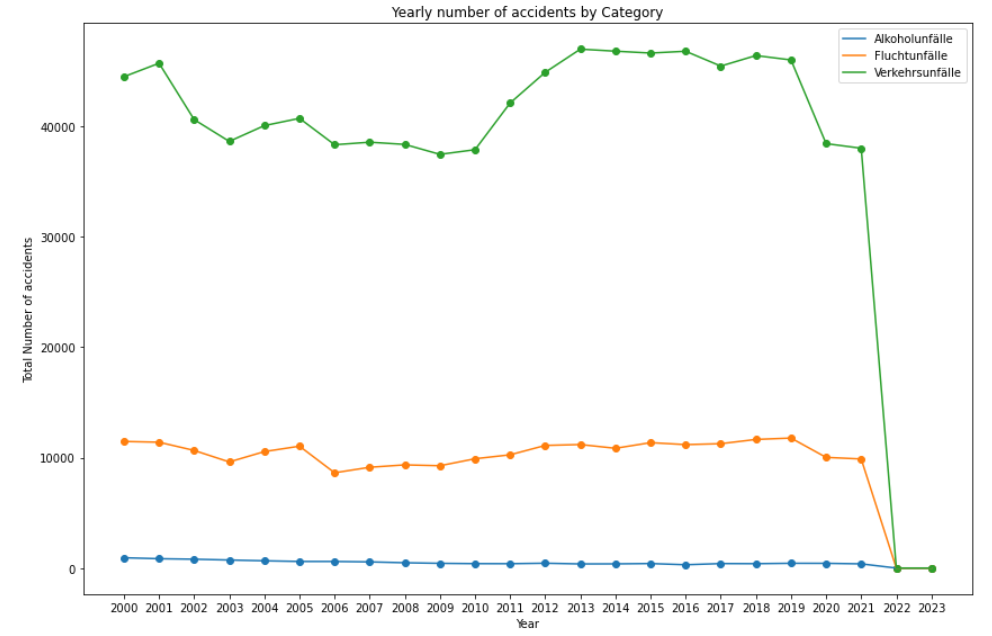 Yearly number of accidents by Category
Alkoholunfälle
Fluchtunfälle
Verkehrsunfälle
Total Number of accidents
40000
30000
20000
10000
0
2000 2001 2002 2003 2004 2005 2006 2007 2008 2009 2010 2011 2012 2013 2014 2015 2016 2017 2018 2019 2020 2021 2022 2023
Year